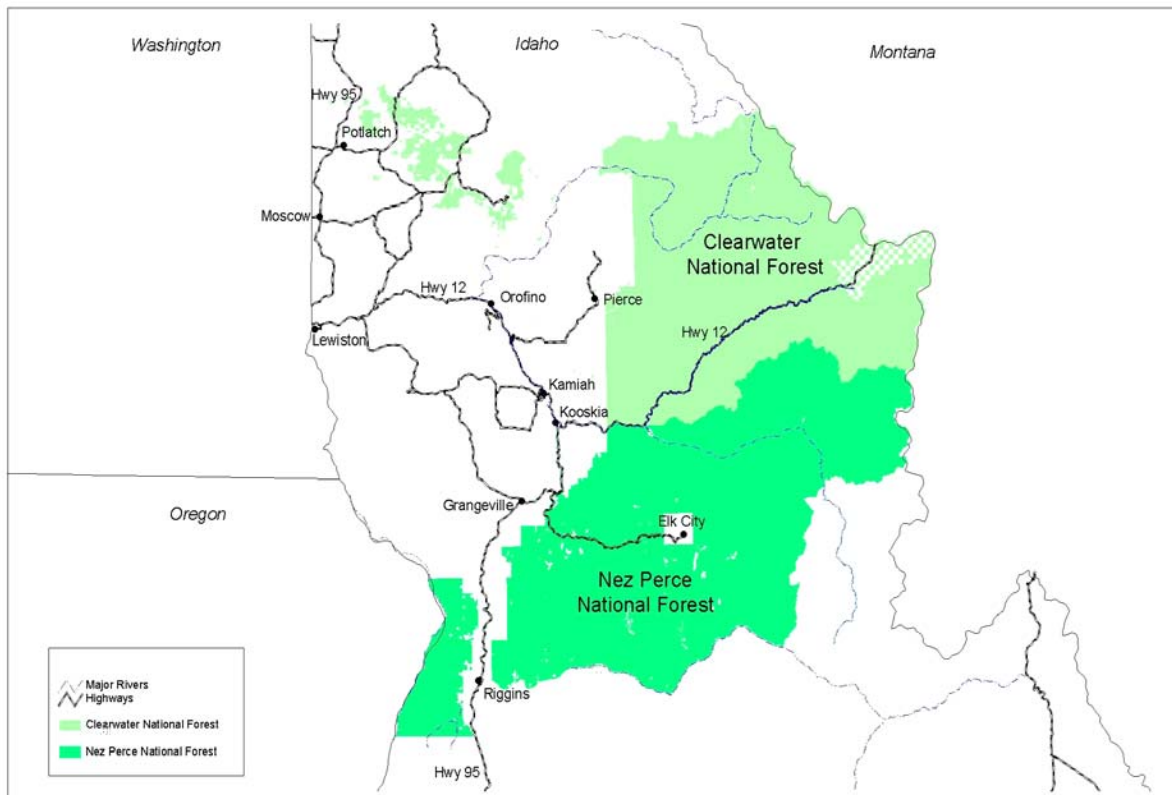 Washington
Idaho
Montana
Hwy 95
Potlatch
Moscow
Clearwater
National Forest
Hwy 12
Orofino
Pierce
Hwy 12
Lewiston
Kamiah
Kooskia
Grangeville
Oregon
Elk City
Nez Perce
National Forest
Riggins
Hwy 95
Major Rivers
Highways
Clearwater National Forest
Nez Perce National Forest